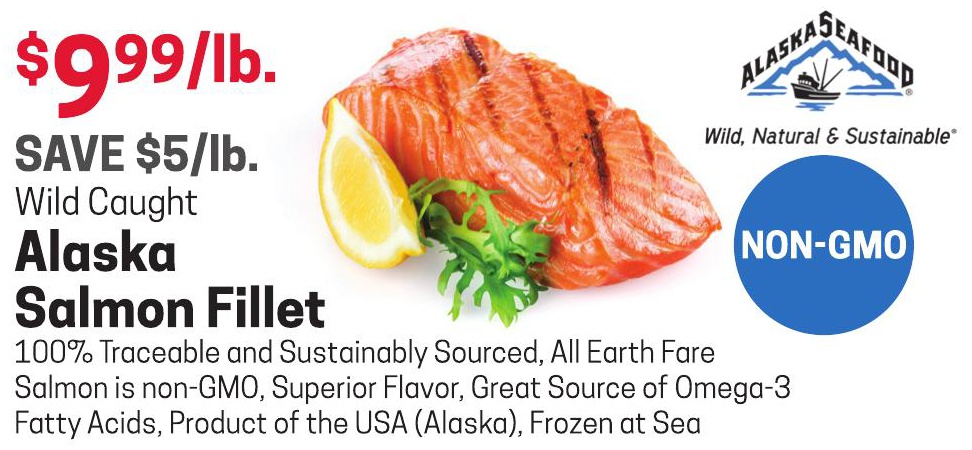 $9.99/lb.
SAVE $5/lb.
Wild Caught
Alaska
Salmon Fillet
100% Traceable and Sustainably Sourced, All Earth Fare
Salmon is non-GMO, Superior Flavor, Great Source of Omega-3
Fatty Acids, Product of the USA (Alaska), Frozen at Sea
ALASKA SEAFOOD®
Wild, Natural & Sustainable®
NON-GMO